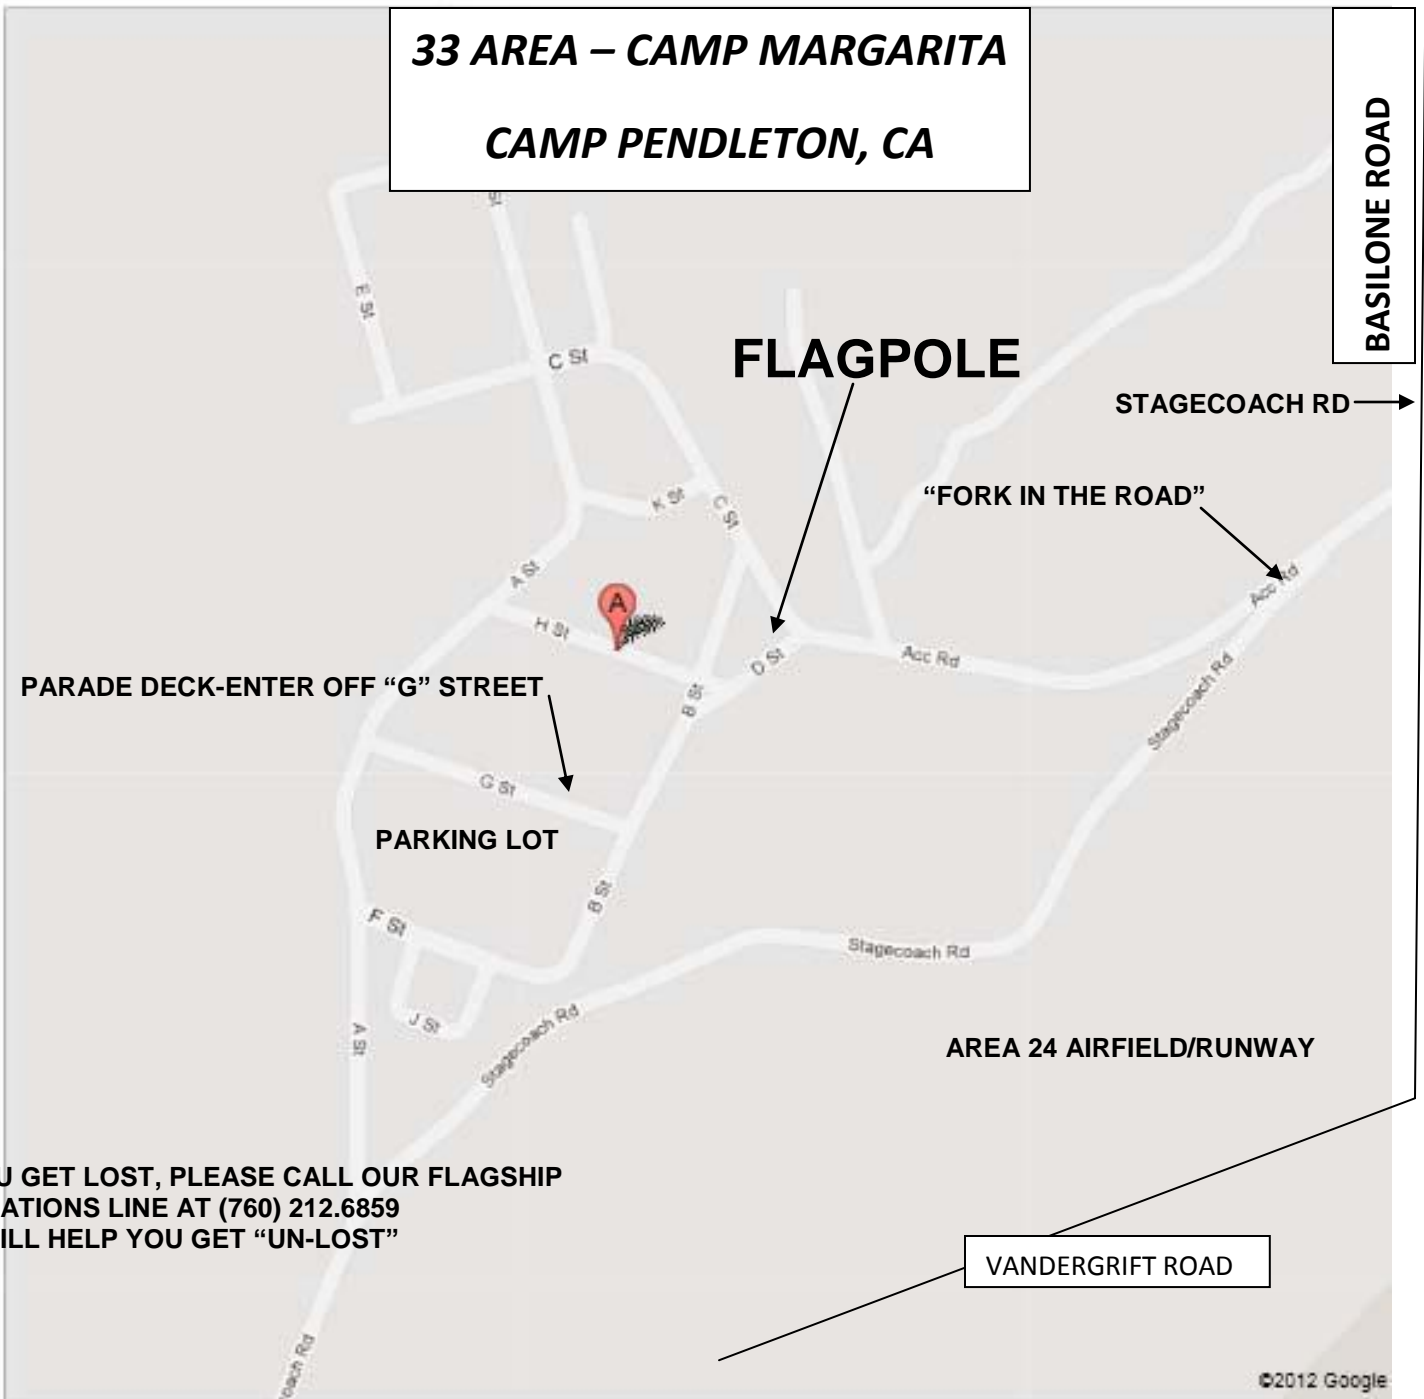 33 AREA – CAMP MARGARITA
CAMP PENDLETON, CA
BASILONE ROAD
St
E St
C St
FLAGPOLE
STAGECOACH RD
“FORK IN THE ROAD”
K St
C St
A St
Acc Rd
A
H St
D St
Acc Rd
Stagecoach Rd
PARADE DECK-ENTER OFF “G” STREET
B St
G St
PARKING LOT
B St
F St
Stagecoach Rd
J St
A St
Stagecoach Rd
AREA 24 AIRFIELD/RUNWAY
U GET LOST, PLEASE CALL OUR FLAGSHIP
ATIONS LINE AT (760) 212.6859
ILL HELP YOU GET “UN-LOST”
VANDERGRIFT ROAD
coach Rd
©2012 Google